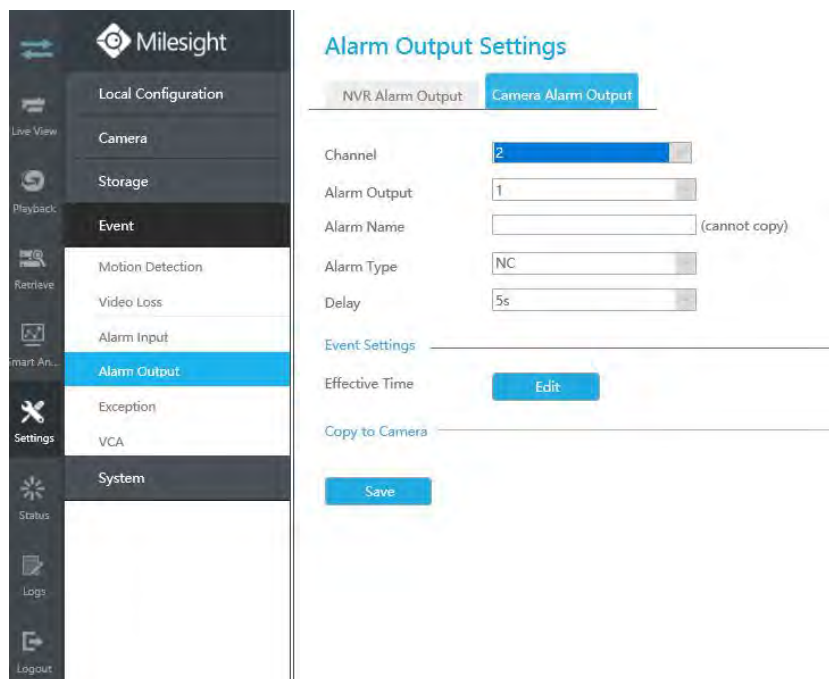 Milesight
Live View
Playback
Retrieve
Smart An...
Settings
Status
Logs
Logout
Local Configuration
Camera
Storage
Event
Motion Detection
Video Loss
Alarm Input
Alarm Output
Exception
VCA
System
Alarm Output Settings
NVR Alarm Output
Camera Alarm Output
Channel 2
Alarm Output 1
Alarm Name (cannot copy)
Alarm Type NC
Delay 5s
Event Settings
Effective Time Edit
Copy to Camera
Save